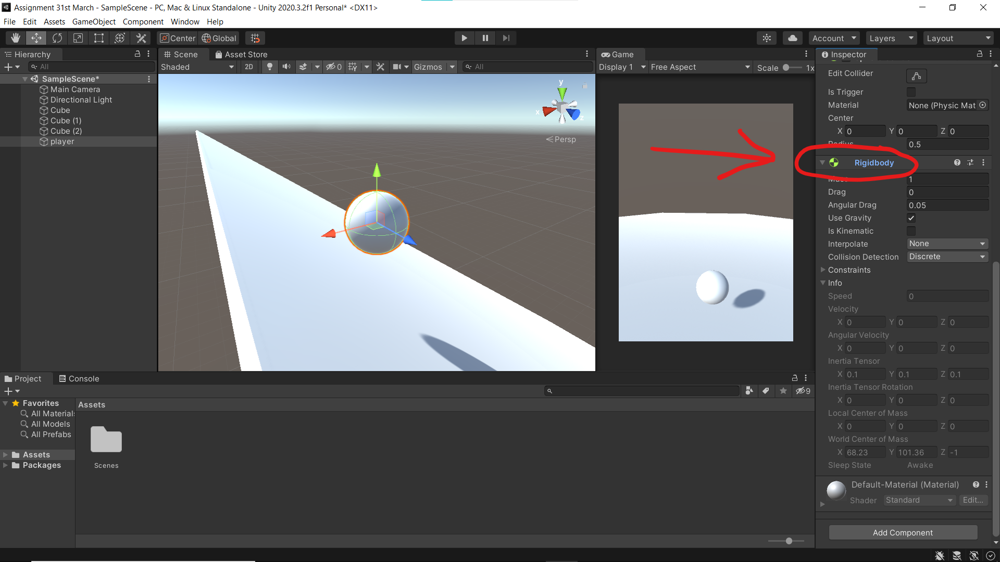 Assignment 31st March - SampleScene - PC, Mac & Linux Standalone - Unity 2020.3.2f1 Personal* <DX11>
File Edit Assets GameObject Component Window Help
Center Global Account Layers Layout
Hierarchy
All
SampleScene*
Main Camera
Directional Light
Cube
Cube (1)
Cube (2)
player
Scene Asset Store
Shaded 2D 0 Gizmos All
y
x
z
Persp
Game
Display 1 Free Aspect Scale 1x
Inspector
Edit Collider
Is Trigger
Material None (Physic Mat
Center
X 0 Y 0 Z 0
Radius 0.5
Rigidbody
Mass 1
Drag 0
Angular Drag 0.05
Use Gravity
Is Kinematic
Interpolate None
Collision Detection Discrete
Constraints
Info
Speed 0
Velocity
X 0 Y 0 Z 0
Angular Velocity
X 0 Y 0 Z 0
Inertia Tensor
X 0.1 Y 0.1 Z 0.1
Inertia Tensor Rotation
X 0 Y 0 Z 0
Local Center of Mass
X 0 Y 0 Z 0
World Center of Mass
X 68.23 Y 101.36 Z -1
Sleep State Awake
Default-Material (Material)
Shader Standard Edit...
Add Component
Project Console
9
Favorites
All Materials
All Models
All Prefabs
Assets
Packages
Assets
Scenes